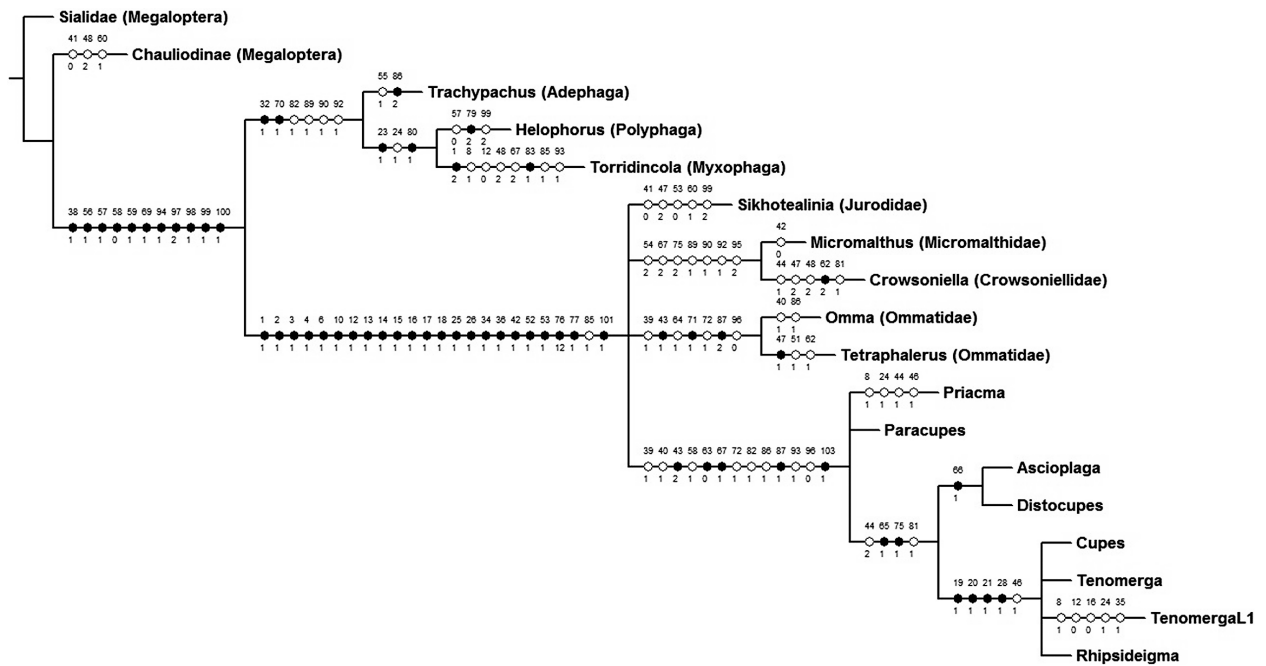 Sialidae (Megaloptera)
41 48 60
Chauliodinae (Megaloptera)
0 2 1
55 86
Trachypachus (Adephaga)
1 2
32 70 82 89 90 92
1 1 1 1 1 1
57 79 99
Helophorus (Polyphaga)
0 2 2
23 24 80
1 1 1
1 8 12 48 67 83 85 93
Torridincola (Myxophaga)
2 1 0 2 2 1 1 1
41 47 53 60 99
Sikhotealinia (Jurodidae)
0 2 0 1 2
38 56 57 58 59 69 94 97 98 99 100
1 1 1 0 1 1 1 2 1 1 1
42
Micromalthus (Micromalthidae)
0
54 67 75 89 90 92 95
2 2 2 1 1 1 2
44 47 48 62 81
Crowsoniella (Crowsoniellidae)
1 2 2 2 1
40 86
Omma (Ommatidae)
1 1
1 2 3 4 6 10 12 13 14 15 16 17 18 25 26 34 36 42 52 53 76 77 85 101
1 1 1 1 1 1 1 1 1 1 1 1 1 1 1 1 1 1 1 1 12 1 1 1
39 43 64 71 72 87 96
1 1 1 1 1 2 0
47 51 62
Tetraphalerus (Ommatidae)
1 1 1
8 24 44 46
Priacma
1 1 1 1
Paracupes
39 40 43 58 63 67 72 82 86 87 93 96 103
1 1 2 1 0 1 1 1 1 1 1 0 1
66
Ascioplaga
1
Distocupes
44 65 75 81
2 1 1 1
Cupes
19 20 21 28 46
1 1 1 1 1
Tenomerga
8 12 16 24 35
TenomergaL1
1 0 0 1 1
Rhipsideigma